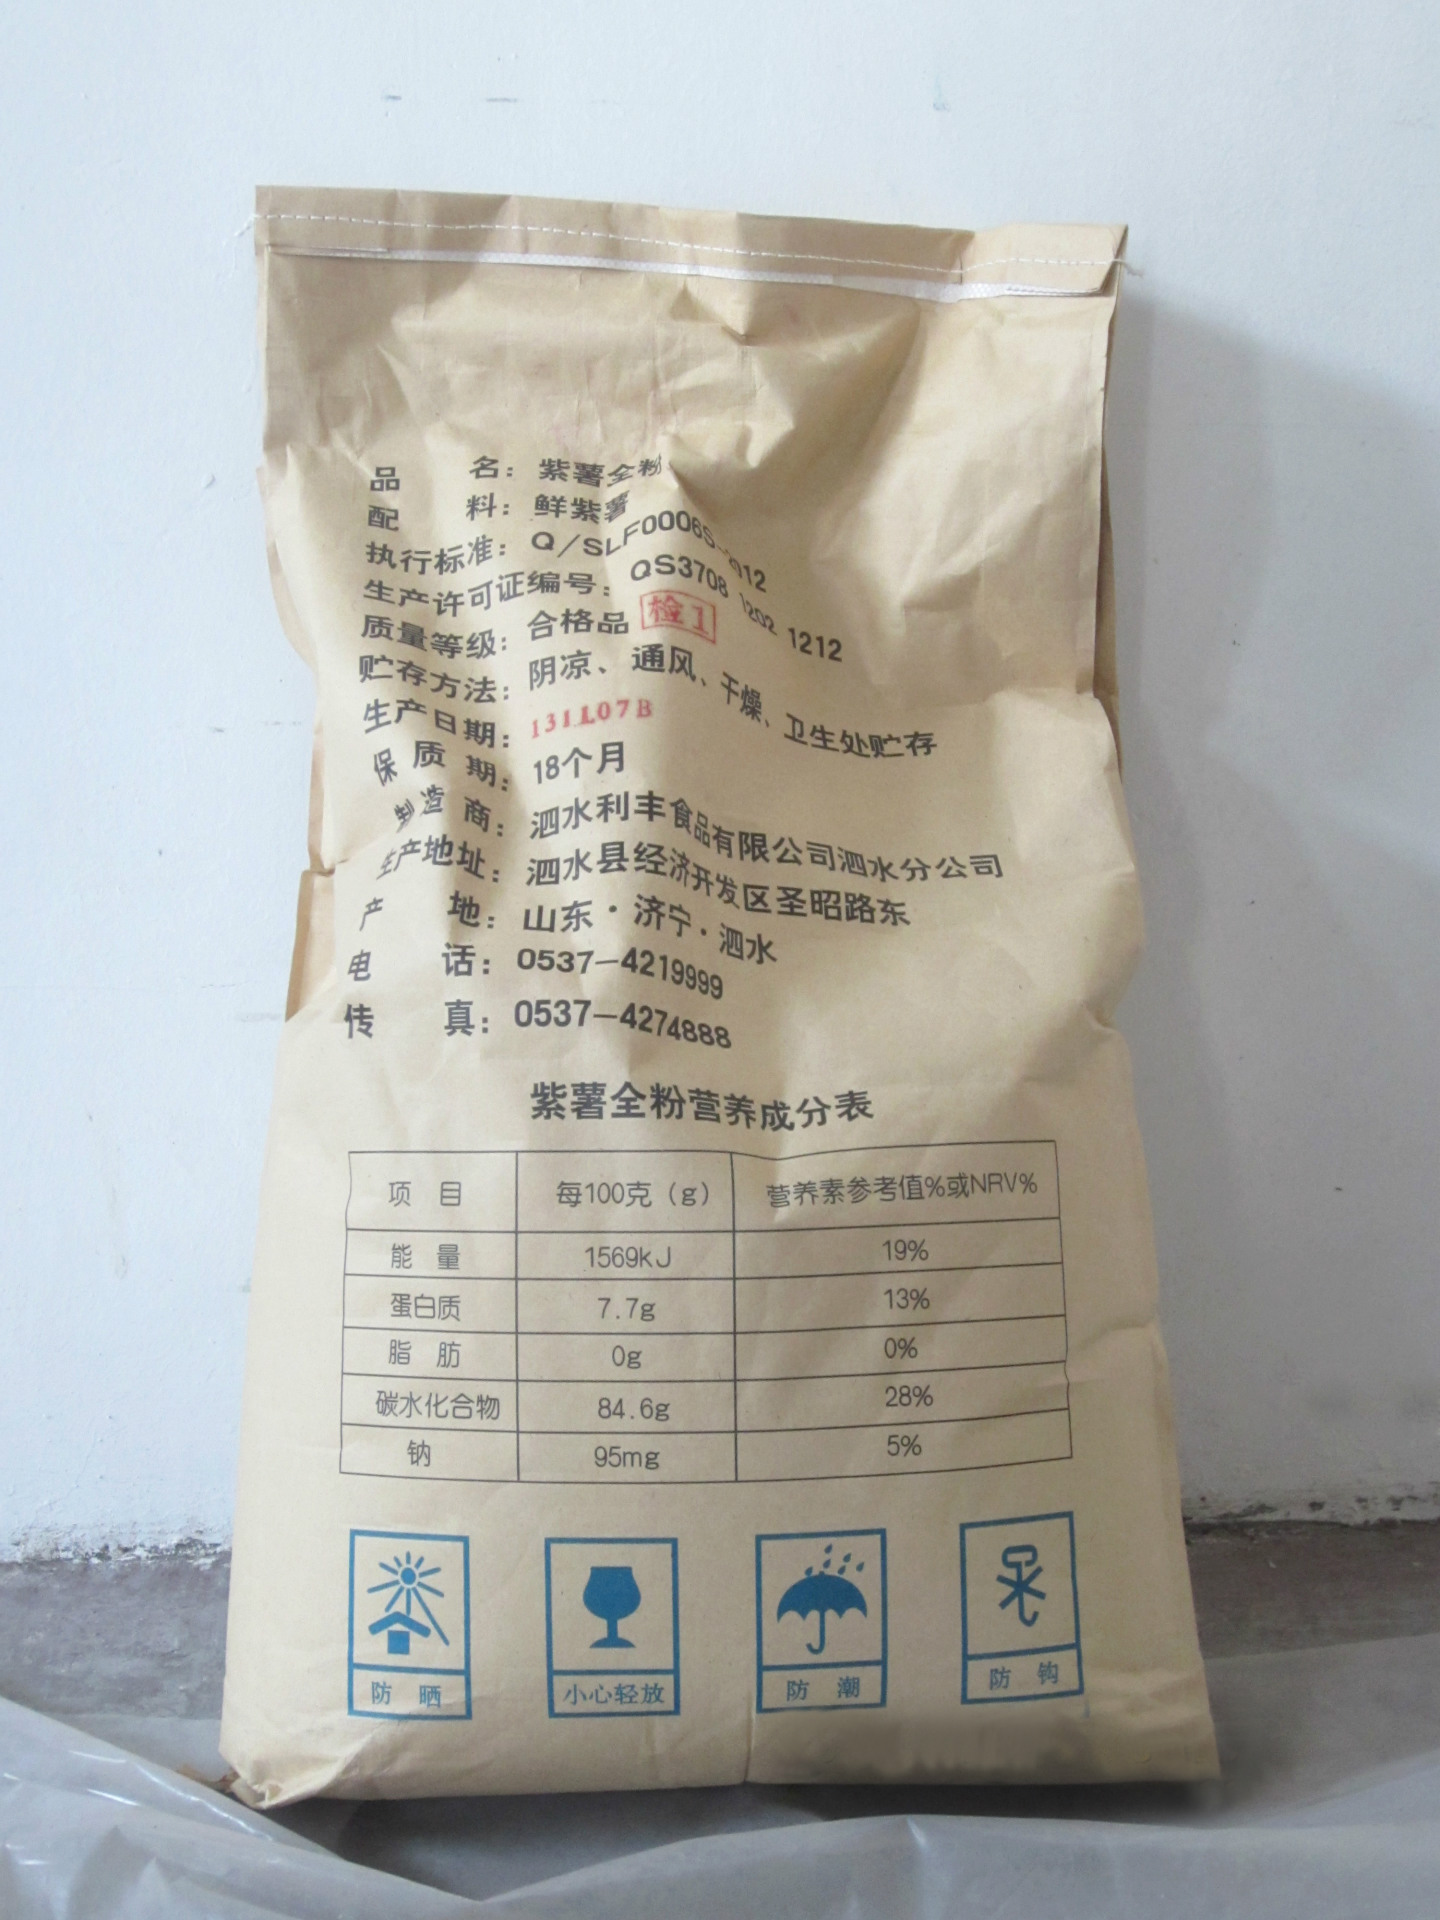 品 名：紫薯全粉
配 料：鲜紫薯
执行标准：Q/SLF0006S-2012
生产许可证编号：QS3708 1202 1212
质量等级：合格品 检1
贮存方法：阴凉、通风、干燥、卫生处贮存
生产日期：131107B
保质期：18个月
制造商：泗水利丰食品有限公司泗水分公司
生产地址：泗水县经济开发区圣昭路东
产 地：山东·济宁·泗水
电 话：0537-4219999
传 真：0537-4274888
紫薯全粉营养成分表
项 目 每100克（g） 营养素参考值%或NRV%
能 量 1569kJ 19%
蛋白质 7.7g 13%
脂 肪 0g 0%
碳水化合物 84.6g 28%
钠 95mg 5%
防 晒 小心轻放 防 潮 防 钩